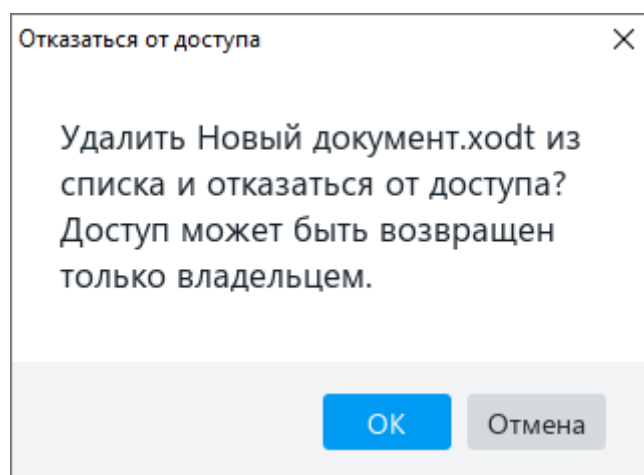 Отказаться от доступа
Удалить Новый документ.xodt из
списка и отказаться от доступа?
Доступ может быть возвращен
только владельцем.
OK
Отмена